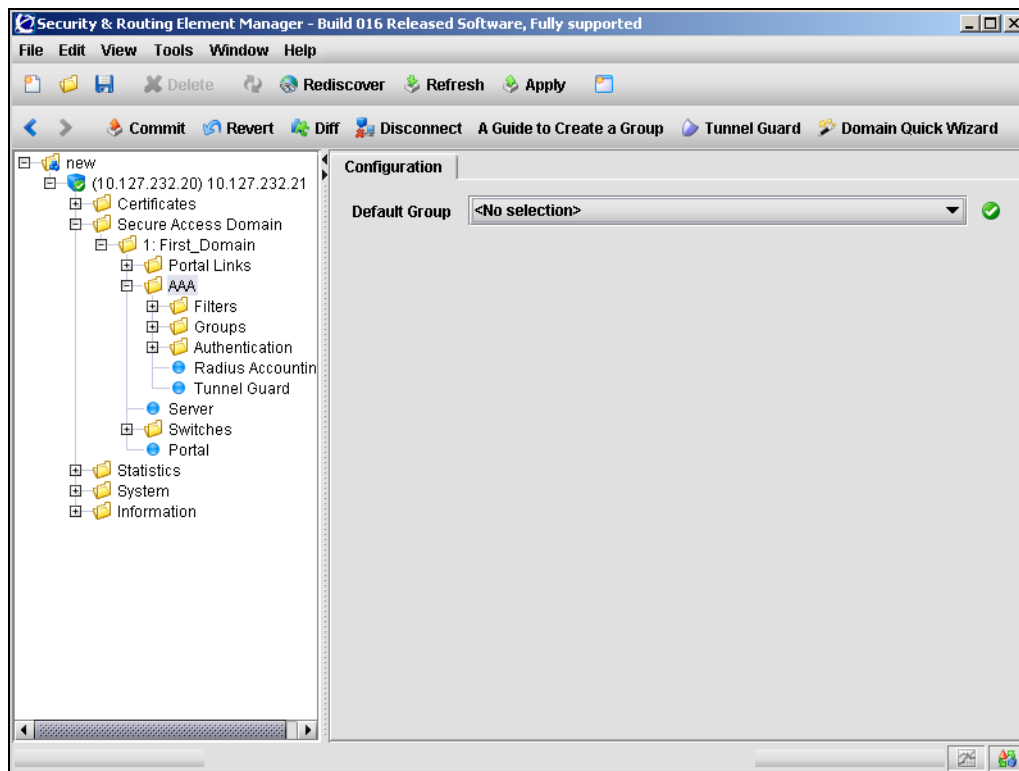 Security & Routing Element Manager - Build 016 Released Software, Fully supported
File Edit View Tools Window Help
Delete Rediscover Refresh Apply
Commit Revert Diff Disconnect A Guide to Create a Group Tunnel Guard Domain Quick Wizard
new
(10.127.232.20) 10.127.232.21
Certificates
Secure Access Domain
1: First_Domain
Portal Links
AAA
Filters
Groups
Authentication
Radius Accountin
Tunnel Guard
Server
Switches
Portal
Statistics
System
Information
Configuration
Default Group <No selection>